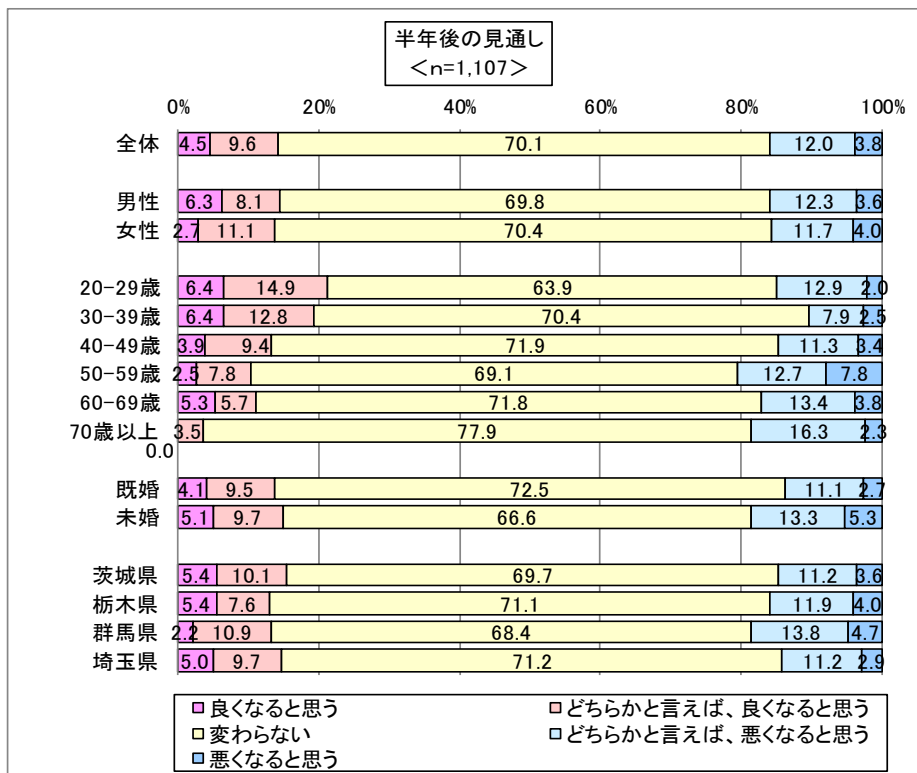 半年後の見通し
＜n=1,107＞
0% 20% 40% 60% 80% 100%
全体 4.5 9.6 70.1 12.0 3.8
男性 6.3 8.1 69.8 12.3 3.6
女性 2.7 11.1 70.4 11.7 4.0
20-29歳 6.4 14.9 63.9 12.9 2.0
30-39歳 6.4 12.8 70.4 7.9 2.5
40-49歳 3.9 9.4 71.9 11.3 3.4
50-59歳 2.5 7.8 69.1 12.7 7.8
60-69歳 5.3 5.7 71.8 13.4 3.8
70歳以上 3.5 77.9 16.3 2.3
0.0
既婚 4.1 9.5 72.5 11.1 2.7
未婚 5.1 9.7 66.6 13.3 5.3
茨城県 5.4 10.1 69.7 11.2 3.6
栃木県 5.4 7.6 71.1 11.9 4.0
群馬県 2.2 10.9 68.4 13.8 4.7
埼玉県 5.0 9.7 71.2 11.2 2.9
良くなると思う どちらかと言えば、良くなると思う
変わらない どちらかと言えば、悪くなると思う
悪くなると思う